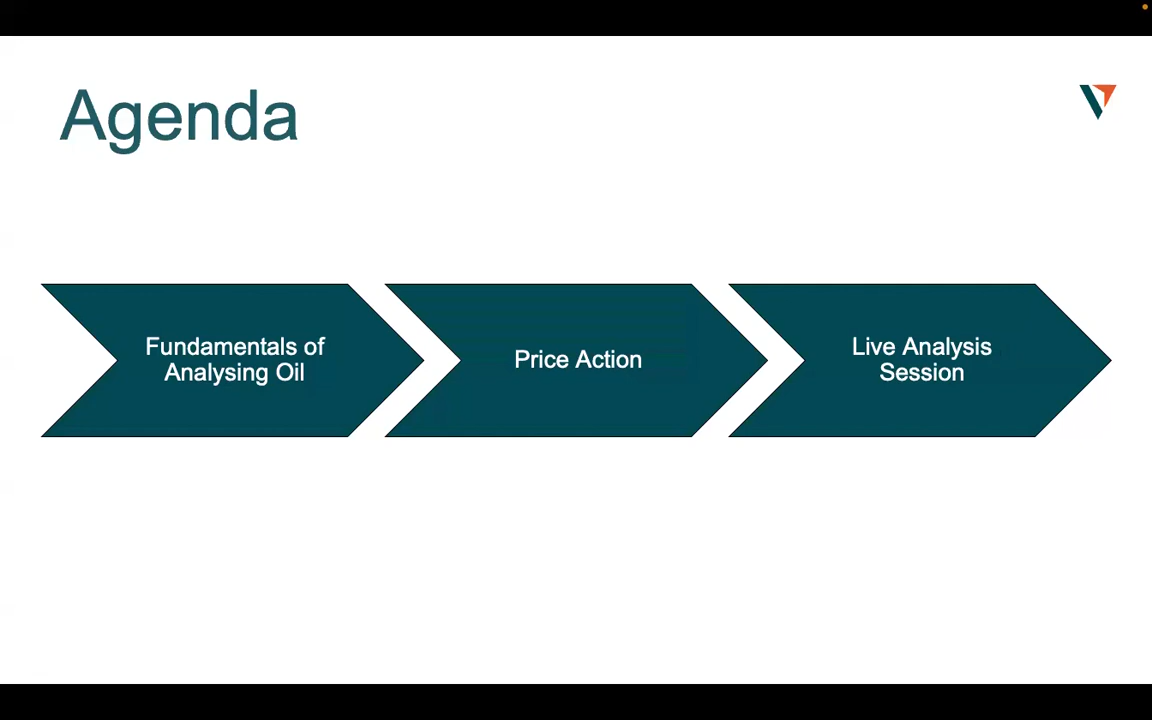 Agenda
Fundamentals of
Analysing Oil
Price Action
Live Analysis
Session